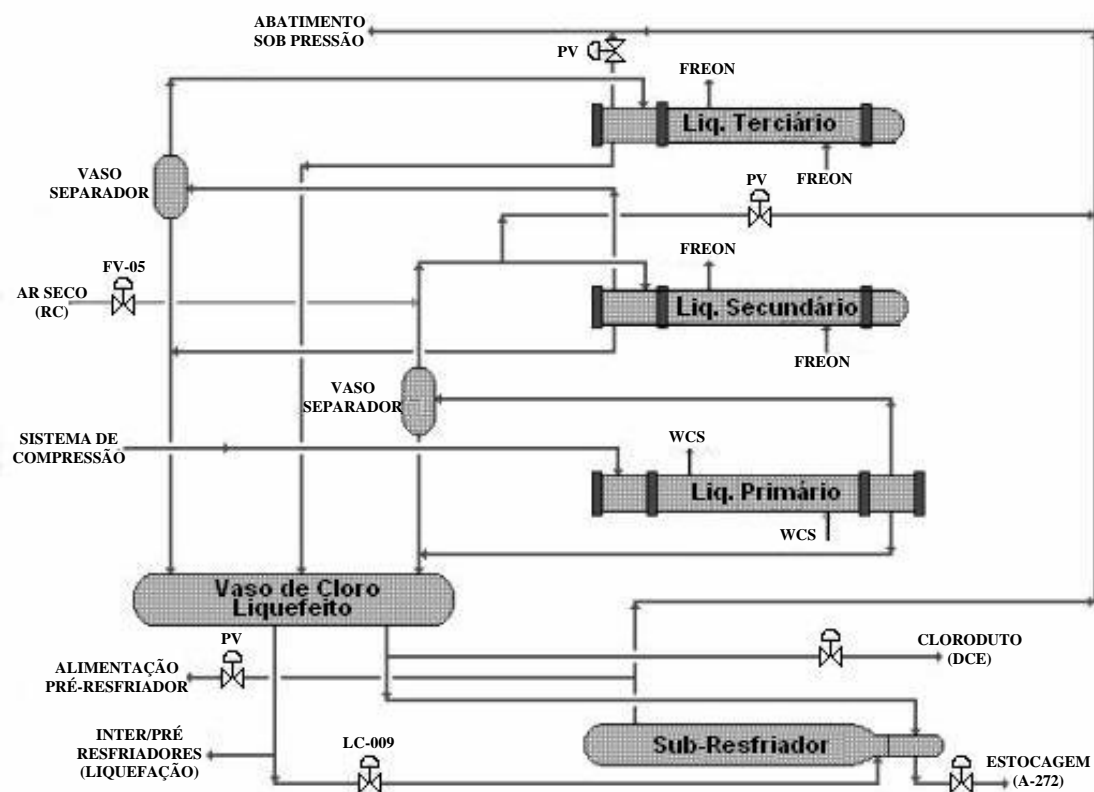 ABATIMENTO
SOB PRESSÃO
PV
FREON
Liq. Terciário
FREON
VASO
SEPARADOR
PV
FV-05
AR SECO
(RC)
FREON
Liq. Secundário
FREON
VASO
SEPARADOR
SISTEMA DE
COMPRESSÃO
WCS
Liq. Primário
WCS
Vaso de Cloro
Liquefeito
PV
CLORODUTO
(DCE)
ALIMENTAÇÃO
PRÉ-RESFRIADOR
INTER/PRÉ
RESFRIADORES
(LIQUEFAÇÃO)
LC-009
Sub-Resfriador
ESTOCAGEM
(A-272)